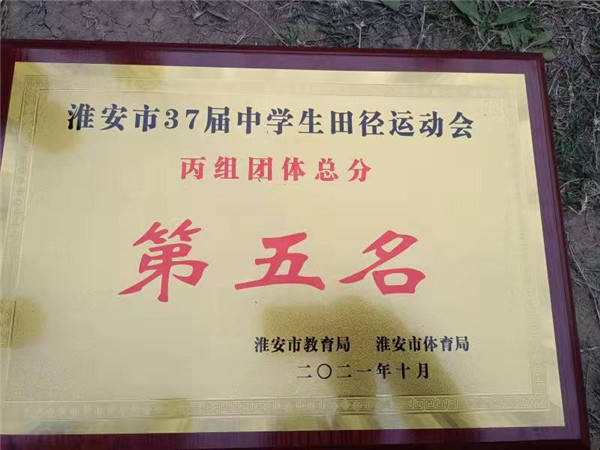 淮安市37届中学生田径运动会
丙组团体总分
第五名
淮安市教育局 淮安市体育局
二〇二一年十月